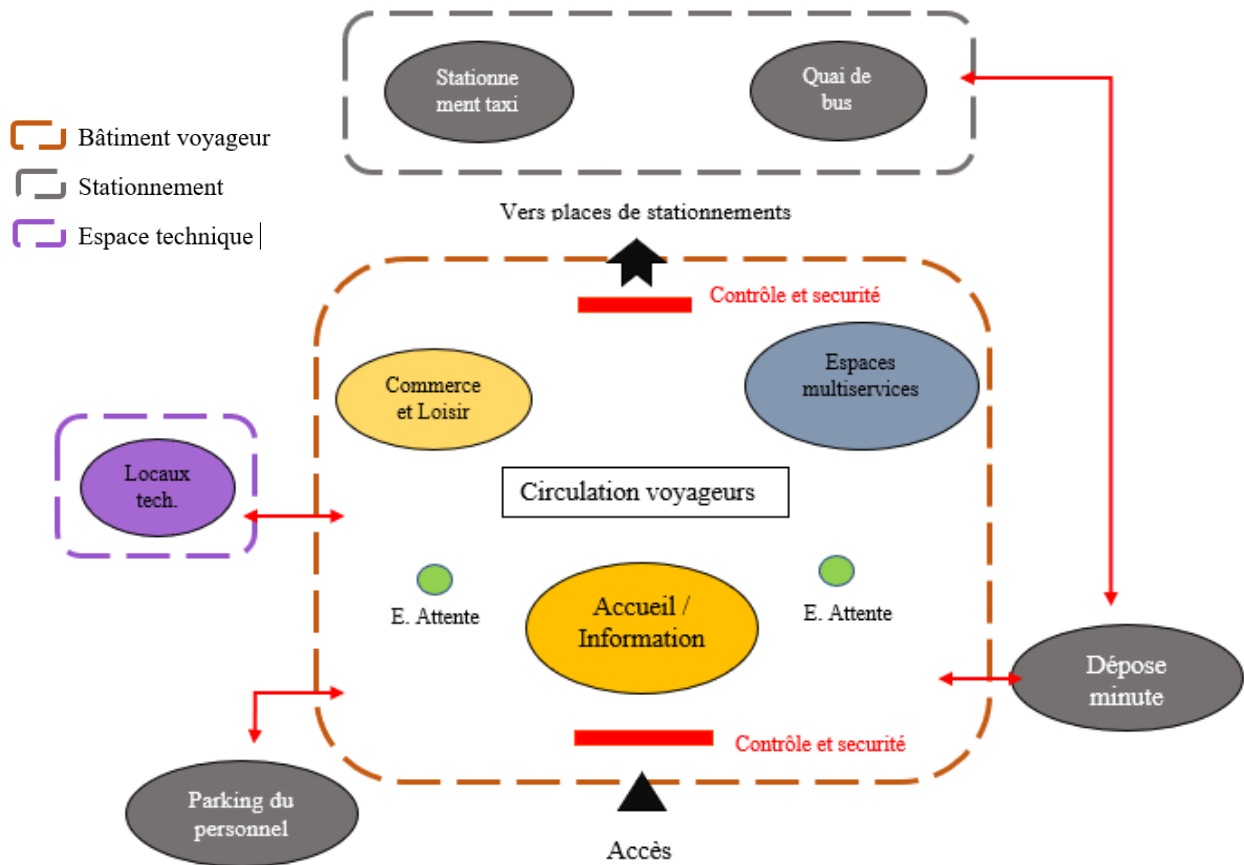 Stationne
ment taxi
Quai de
bus
Bâtiment voyageur
Stationnement
Espace technique
Vers places de stationnements
Contrôle et securité
Commerce
et Loisir
Espaces
multiservices
Locaux
tech.
Circulation voyageurs
E. Attente
Accueil /
Information
E. Attente
Dépose
minute
Contrôle et securité
Parking du
personnel
Accès